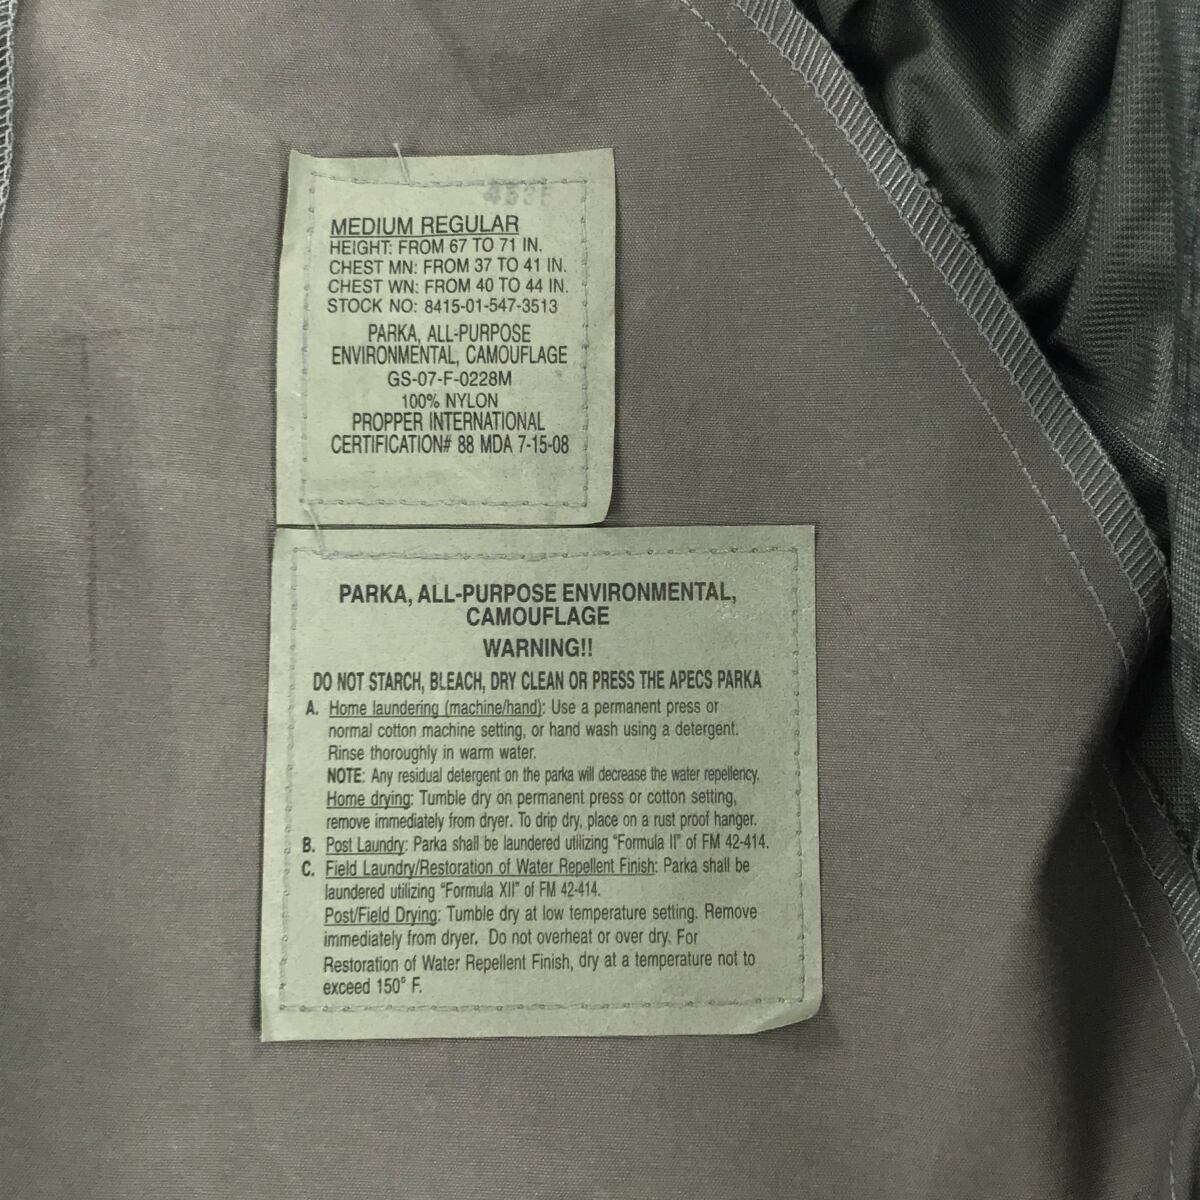 MEDIUM REGULAR
HEIGHT: FROM 67 TO 71 IN.
CHEST MN: FROM 37 TO 41 IN.
CHEST WN: FROM 40 TO 44 IN.
STOCK NO: 8415-01-547-3513
PARKA, ALL-PURPOSE
ENVIRONMENTAL, CAMOUFLAGE
GS-07-F-0228M
100% NYLON
PROPPER INTERNATIONAL
CERTIFICATION# 88 MDA 7-15-08
PARKA, ALL-PURPOSE ENVIRONMENTAL,
CAMOUFLAGE
WARNING!!
DO NOT STARCH, BLEACH, DRY CLEAN OR PRESS THE APECS PARKA
A. Home laundering (machine/hand): Use a permanent press or
normal cotton machine setting, or hand wash using a detergent.
Rinse thoroughly in warm water.
NOTE: Any residual detergent on the parka will decrease the water repellency.
Home drying: Tumble dry on permanent press or cotton setting,
remove immediately from dryer. To drip dry, place on a rust proof hanger.
B. Post Laundry: Parka shall be laundered utilizing "Formula II" of FM 42-414.
C. Field Laundry/Restoration of Water Repellent Finish: Parka shall be
laundered utilizing "Formula XII" of FM 42-414.
Post/Field Drying: Tumble dry at low temperature setting. Remove
immediately from dryer. Do not overheat or over dry. For
Restoration of Water Repellent Finish, dry at a temperature not to
exceed 150° F.